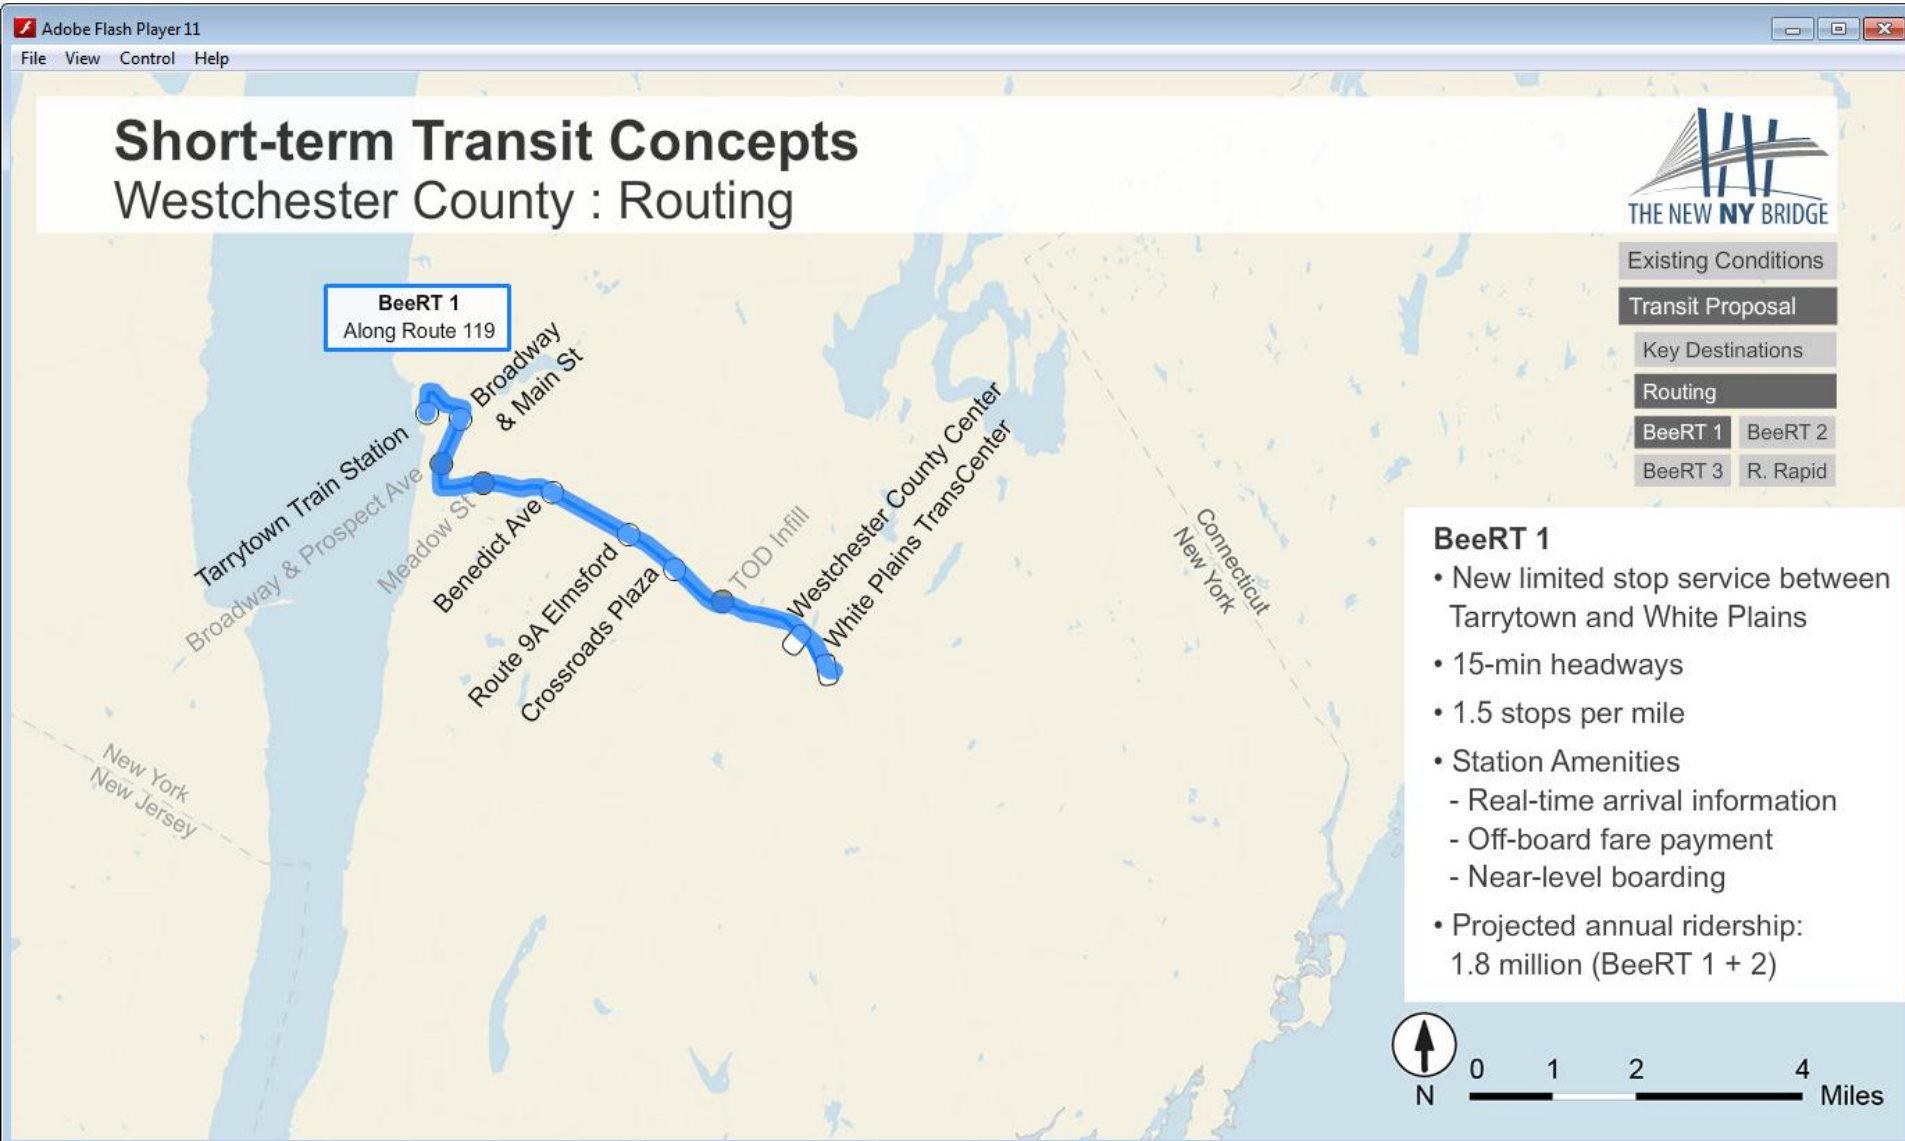 Adobe Flash Player 11
File View Control Help
Short-term Transit Concepts
Westchester County : Routing
THE NEW NY BRIDGE
Existing Conditions
Transit Proposal
Key Destinations
Routing
BeeRT 1 BeeRT 2
BeeRT 3 R. Rapid
BeeRT 1
Along Route 119
Broadway
& Main St
Tarrytown Train Station
Broadway & Prospect Ave
Meadow St
Benedict Ave
Route 9A Elmsford
Crossroads Plaza
TOD Infill
Westchester County Center
White Plains TransCenter
Connecticut
New York
New York
New Jersey
BeeRT 1
• New limited stop service between
Tarrytown and White Plains
• 15-min headways
• 1.5 stops per mile
• Station Amenities
- Real-time arrival information
- Off-board fare payment
- Near-level boarding
• Projected annual ridership:
1.8 million (BeeRT 1 + 2)
N
0 1 2 4
Miles